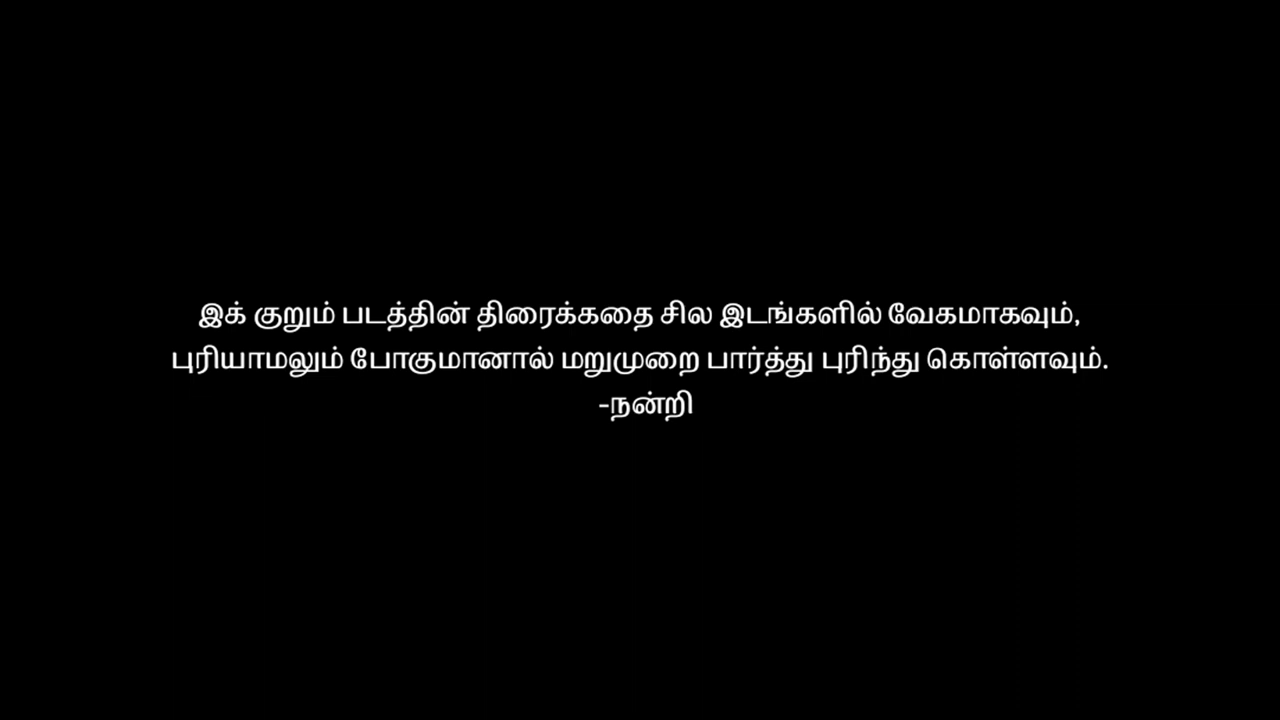 இக் குறும் படத்தின் திரைக்கதை சில இடங்களில் வேகமாகவும்,
புரியாமலும் போகுமானால் மறுமுறை பார்த்து புரிந்து கொள்ளவும்.
-நன்றி